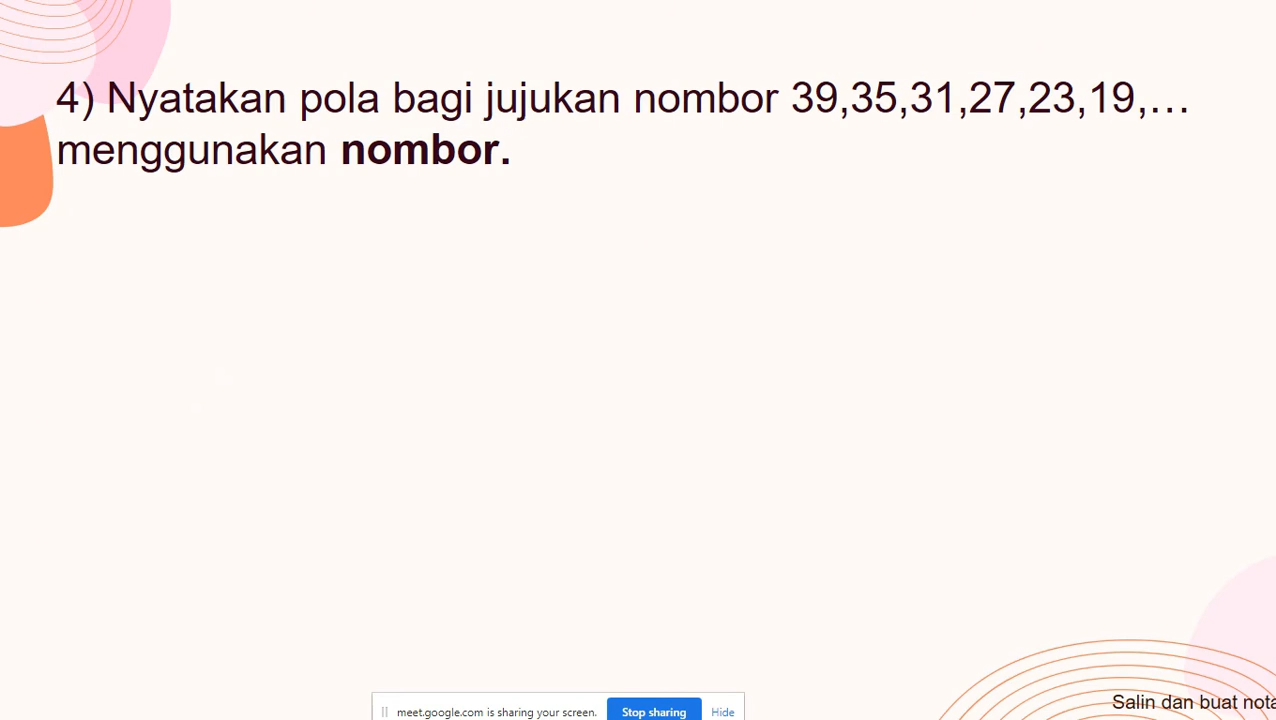 4) Nyatakan pola bagi jujukan nombor 39,35,31,27,23,19,…
menggunakan nombor.
Salin dan buat nota
meet.google.com is sharing your screen. Stop sharing Hide